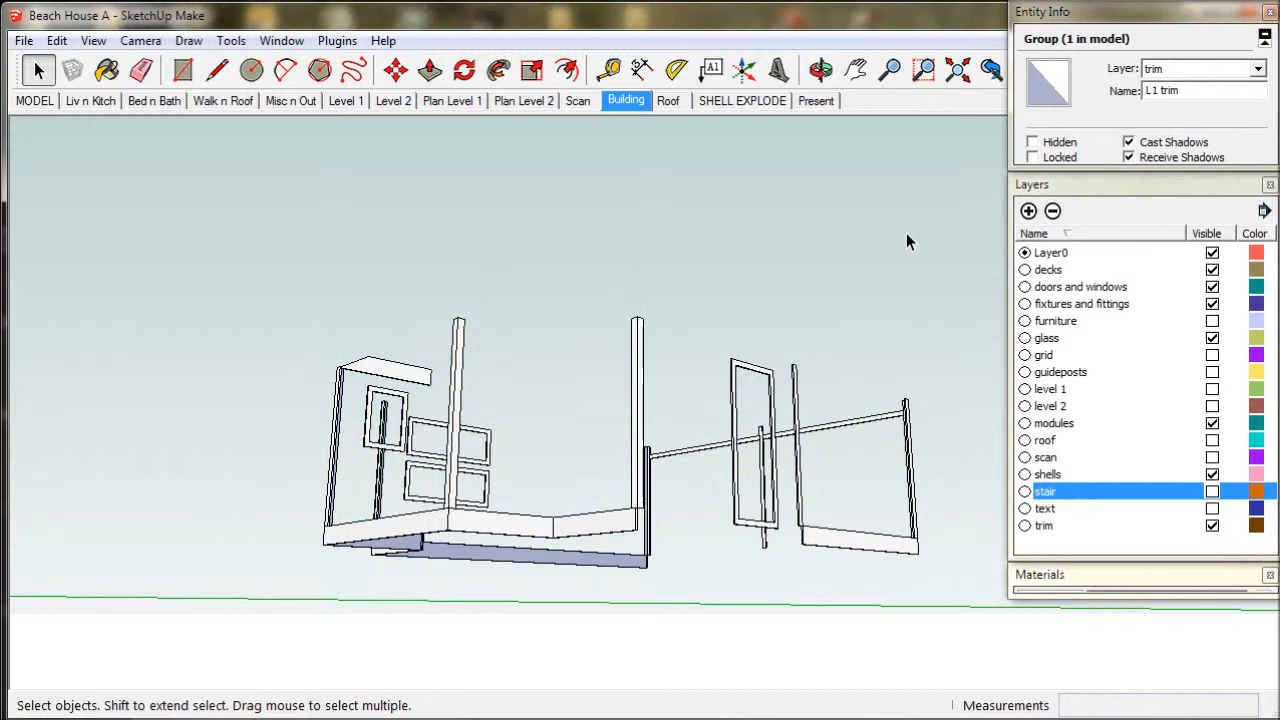 Beach House A - SketchUp Make
File Edit View Camera Draw Tools Window Plugins Help
A1
MODEL Liv n Kitch Bed n Bath Walk n Roof Misc n Out Level 1 Level 2 Plan Level 1 Plan Level 2 Scan Building Roof SHELL EXPLODE Present
Entity Info
Group (1 in model)
Layer: trim
Name: L1 trim
Hidden Cast Shadows
Locked Receive Shadows
Layers
Name Visible Color
Layer0
decks
doors and windows
fixtures and fittings
furniture
glass
grid
guideposts
level 1
level 2
modules
roof
scan
shells
stair
text
trim
Materials
Select objects. Shift to extend select. Drag mouse to select multiple.
Measurements